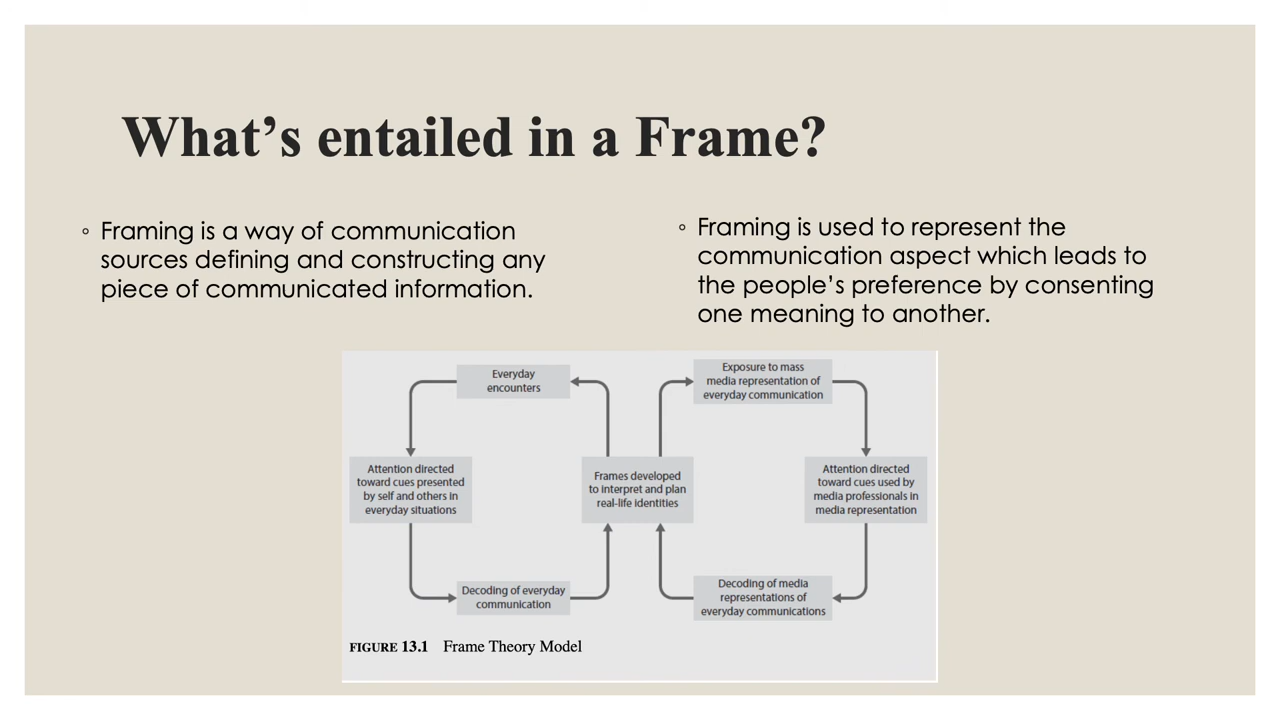 What’s entailed in a Frame?
◦ Framing is a way of communication
sources defining and constructing any
piece of communicated information.
◦ Framing is used to represent the
communication aspect which leads to
the people’s preference by consenting
one meaning to another.
Everyday
encounters
Exposure to mass
media representation of
everyday communication
Attention directed
toward cues presented
by self and others in
everyday situations
Frames developed
to interpret and plan
real-life identities
Attention directed
toward cues used by
media professionals in
media representation
Decoding of everyday
communication
Decoding of media
representations of
everyday communications
FIGURE 13.1 Frame Theory Model